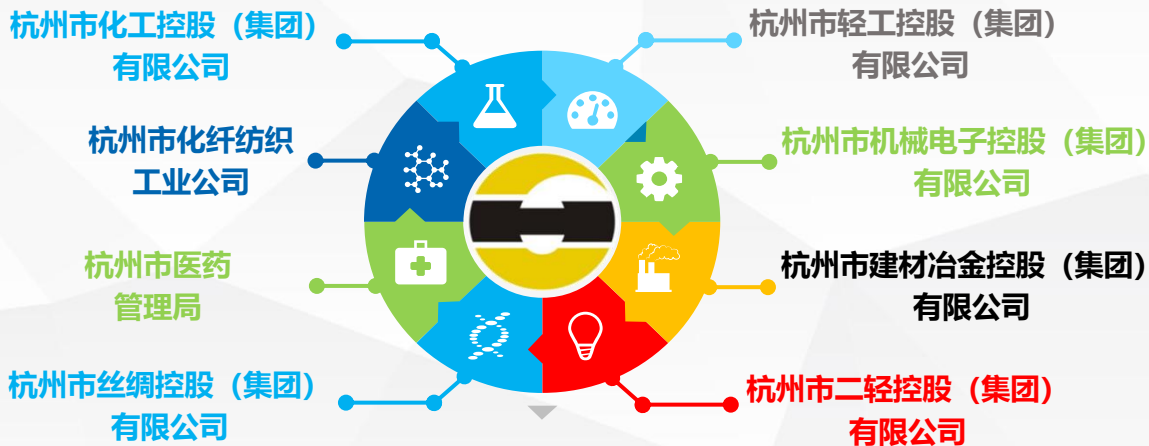 杭州市化工控股（集团）
有限公司
杭州市轻工控股（集团）
有限公司
杭州市化纤纺织
工业公司
杭州市机械电子控股（集团）
有限公司
杭州市医药
管理局
杭州市建材冶金控股（集团）
有限公司
杭州市丝绸控股（集团）
有限公司
杭州市二轻控股（集团）
有限公司